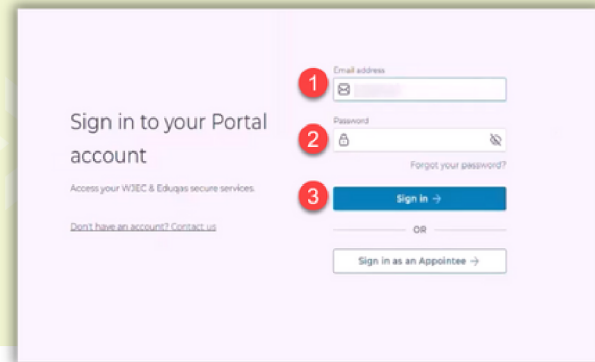 Sign in to your Portal
account
Access your WJEC & Eduqas secure services.
Don't have an account? Contact us
1
Email address
2
Password
Forgot your password?
3
Sign in →
OR
Sign in as an Appointee →